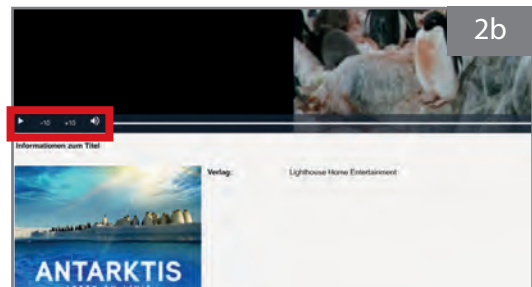 2b
-10 +10
Informationen zum Titel
Verlag: Lighthouse Home Entertainment
ANTARKTIS